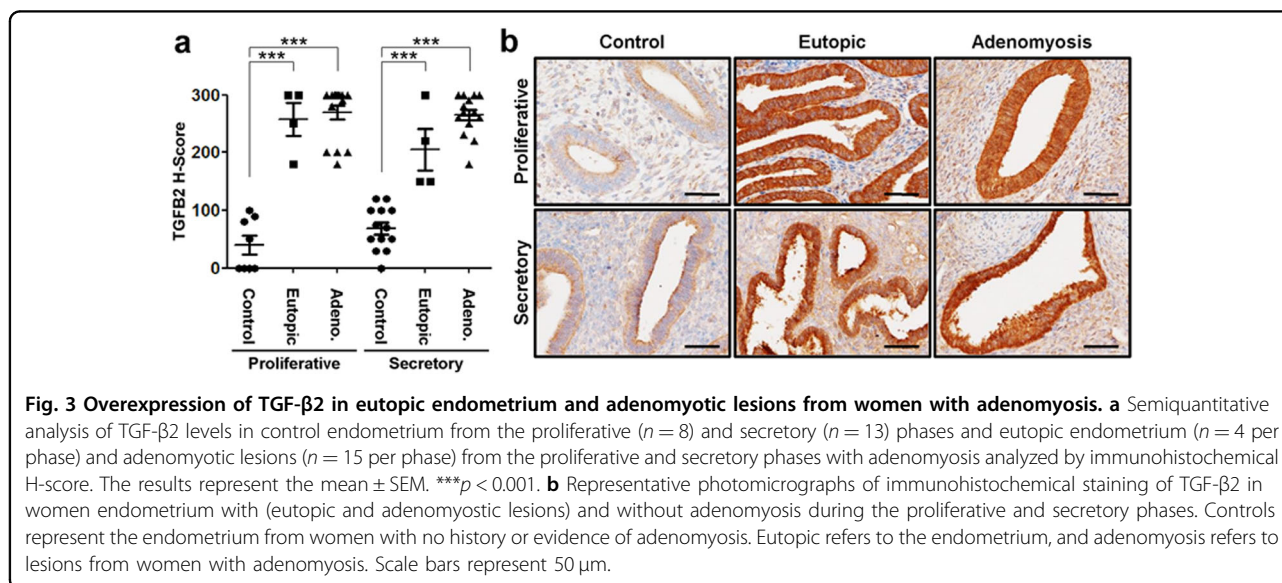 a
b
*** ***
*** ***
Control Eutopic Adenomyosis
TGFB2 H-Score
300
200
100
0
Control Eutopic Adeno. Control Eutopic Adeno.
Proliferative Secretory
Proliferative
Secretory
Fig. 3 Overexpression of TGF-β2 in eutopic endometrium and adenomyotic lesions from women with adenomyosis. a Semiquantitative
analysis of TGF-β2 levels in control endometrium from the proliferative (n = 8) and secretory (n = 13) phases and eutopic endometrium (n = 4 per
phase) and adenomyotic lesions (n = 15 per phase) from the proliferative and secretory phases with adenomyosis analyzed by immunohistochemical
H-score. The results represent the mean ± SEM. ***p < 0.001. b Representative photomicrographs of immunohistochemical staining of TGF-β2 in
women endometrium with (eutopic and adenomyostic lesions) and without adenomyosis during the proliferative and secretory phases. Controls
represent the endometrium from women with no history or evidence of adenomyosis. Eutopic refers to the endometrium, and adenomyosis refers to
lesions from women with adenomyosis. Scale bars represent 50 μm.